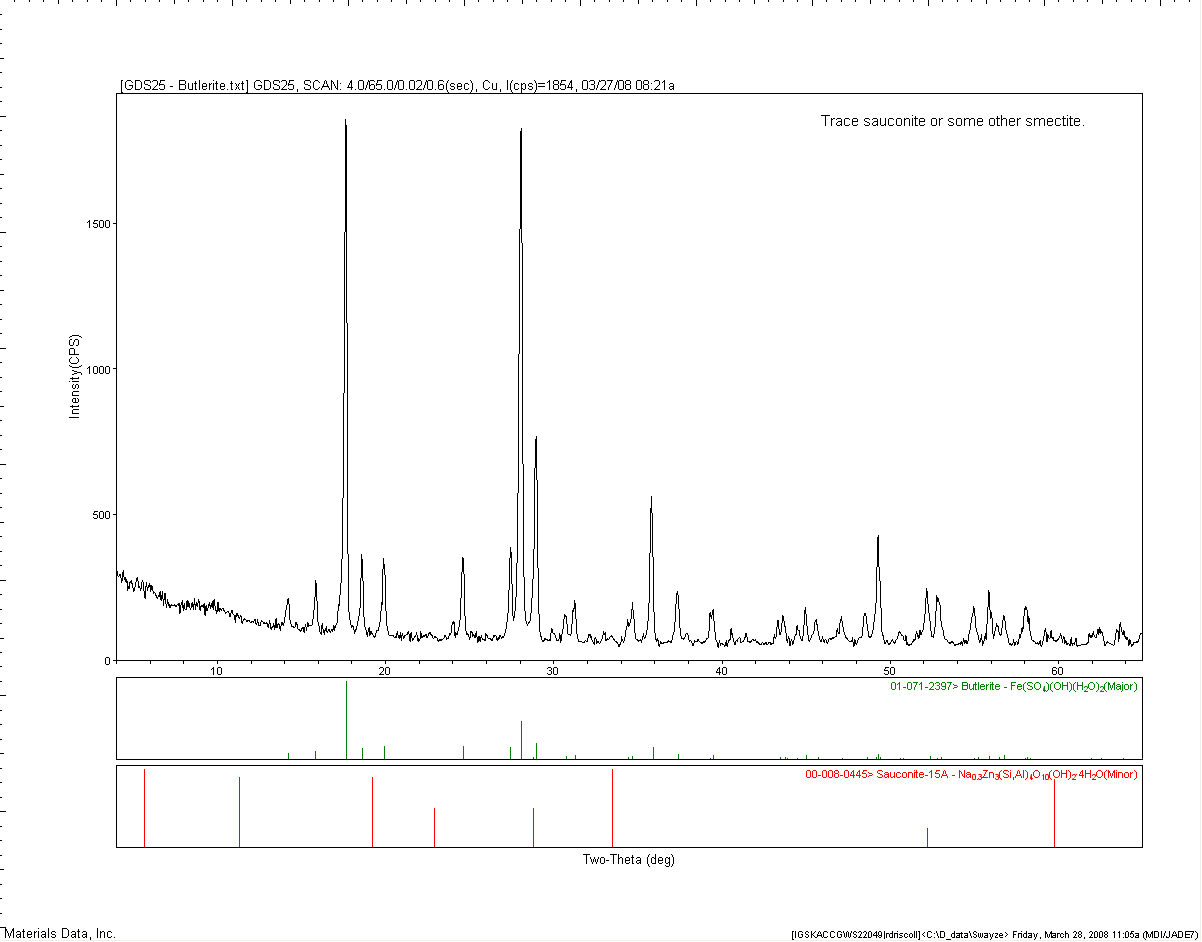 [GDS25 - Butlerite.txt] GDS25, SCAN: 4.0/65.0/0.02/0.6(sec), Cu, I(cps)=1854, 03/27/08 08:21a
Trace sauconite or some other smectite.
1500
1000
500
0
Intensity(CPS)
10 20 30 40 50 60
01-071-2397> Butlerite - Fe(SO4)(OH)(H2O)2(Major)
00-008-0445> Sauconite-15A - Na0.3Zn3(Si,Al)4O10(OH)2·4H2O(Minor)
Two-Theta (deg)
Materials Data, Inc.
[IGSKACCGWS22049|rdriscoll]<C:\D_data\Swayze> Friday, March 28, 2008 11:05a (MDI/JADE7)